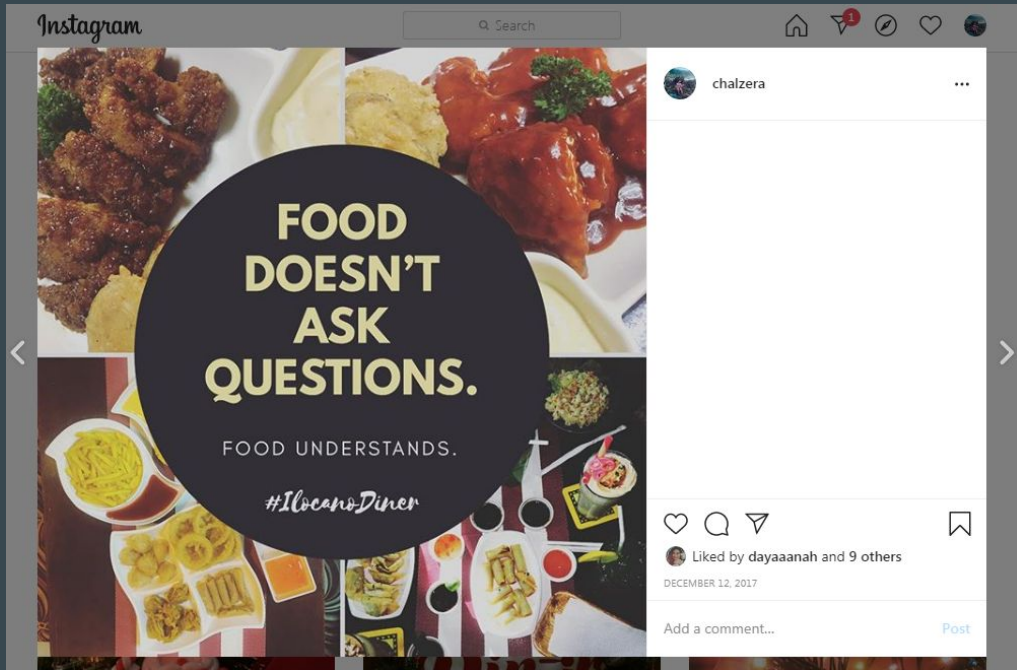 Instagram
Search
1
FOOD
DOESN'T
ASK
QUESTIONS.
FOOD UNDERSTANDS.
#IlocanoDiner
chalzera
Liked by dayaaanah and 9 others
DECEMBER 12, 2017
Add a comment...
Post